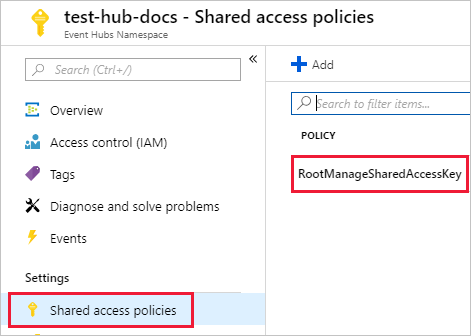 test-hub-docs - Shared access policies
Event Hubs Namespace
Search (Ctrl+/)
«
Overview
Access control (IAM)
Tags
Diagnose and solve problems
Events
Settings
Shared access policies
Add
Search to filter items...
POLICY
RootManageSharedAccessKey